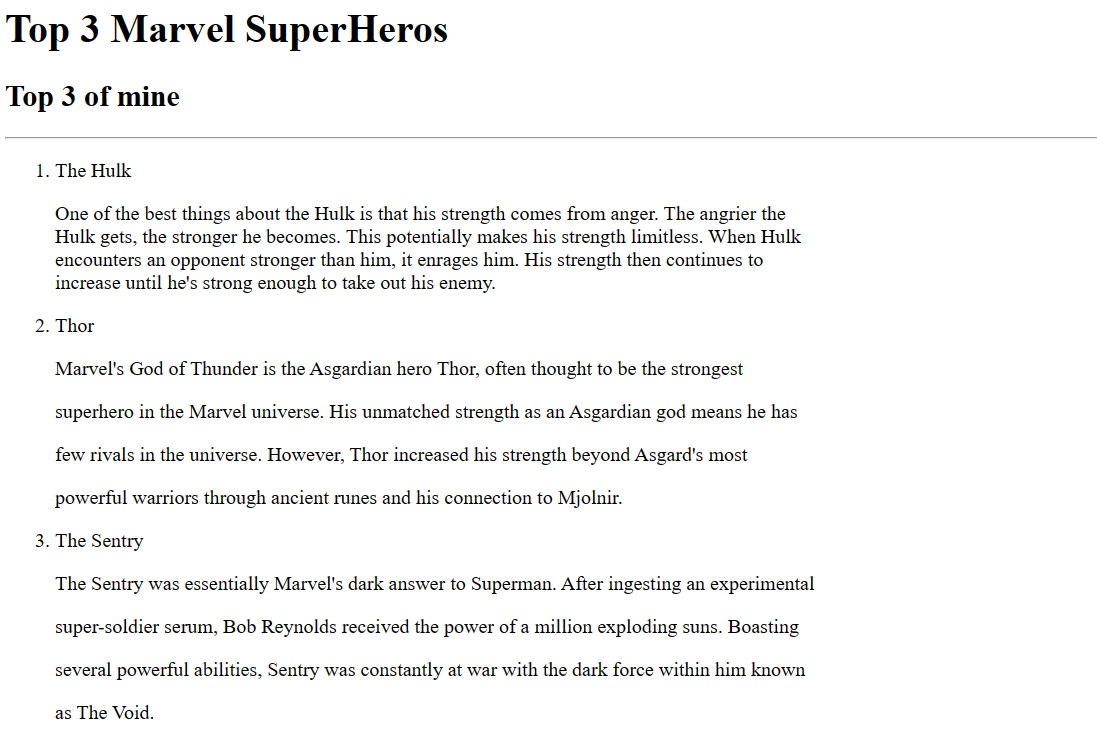 Top 3 Marvel SuperHeros
Top 3 of mine
1. The Hulk
One of the best things about the Hulk is that his strength comes from anger. The angrier the
Hulk gets, the stronger he becomes. This potentially makes his strength limitless. When Hulk
encounters an opponent stronger than him, it enrages him. His strength then continues to
increase until he's strong enough to take out his enemy.
2. Thor
Marvel's God of Thunder is the Asgardian hero Thor, often thought to be the strongest
superhero in the Marvel universe. His unmatched strength as an Asgardian god means he has
few rivals in the universe. However, Thor increased his strength beyond Asgard's most
powerful warriors through ancient runes and his connection to Mjolnir.
3. The Sentry
The Sentry was essentially Marvel's dark answer to Superman. After ingesting an experimental
super-soldier serum, Bob Reynolds received the power of a million exploding suns. Boasting
several powerful abilities, Sentry was constantly at war with the dark force within him known
as The Void.